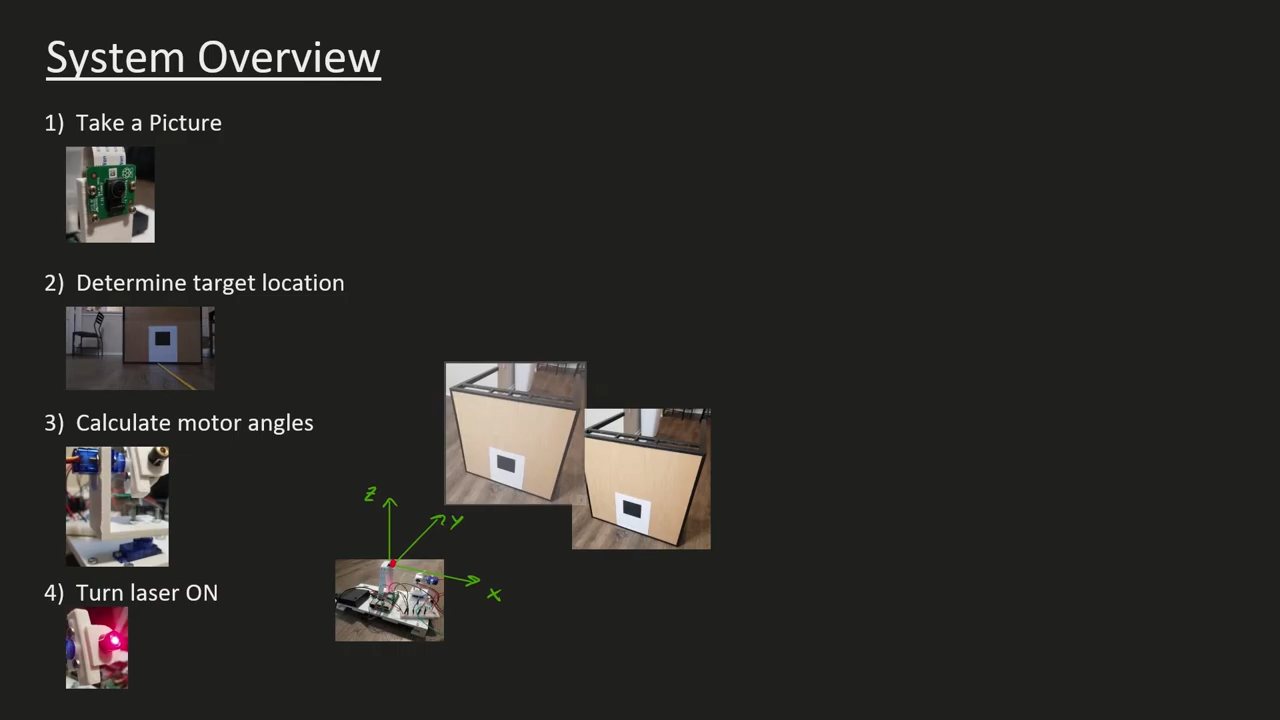 System Overview
1) Take a Picture
2) Determine target location
3) Calculate motor angles
4) Turn laser ON
z
y
x